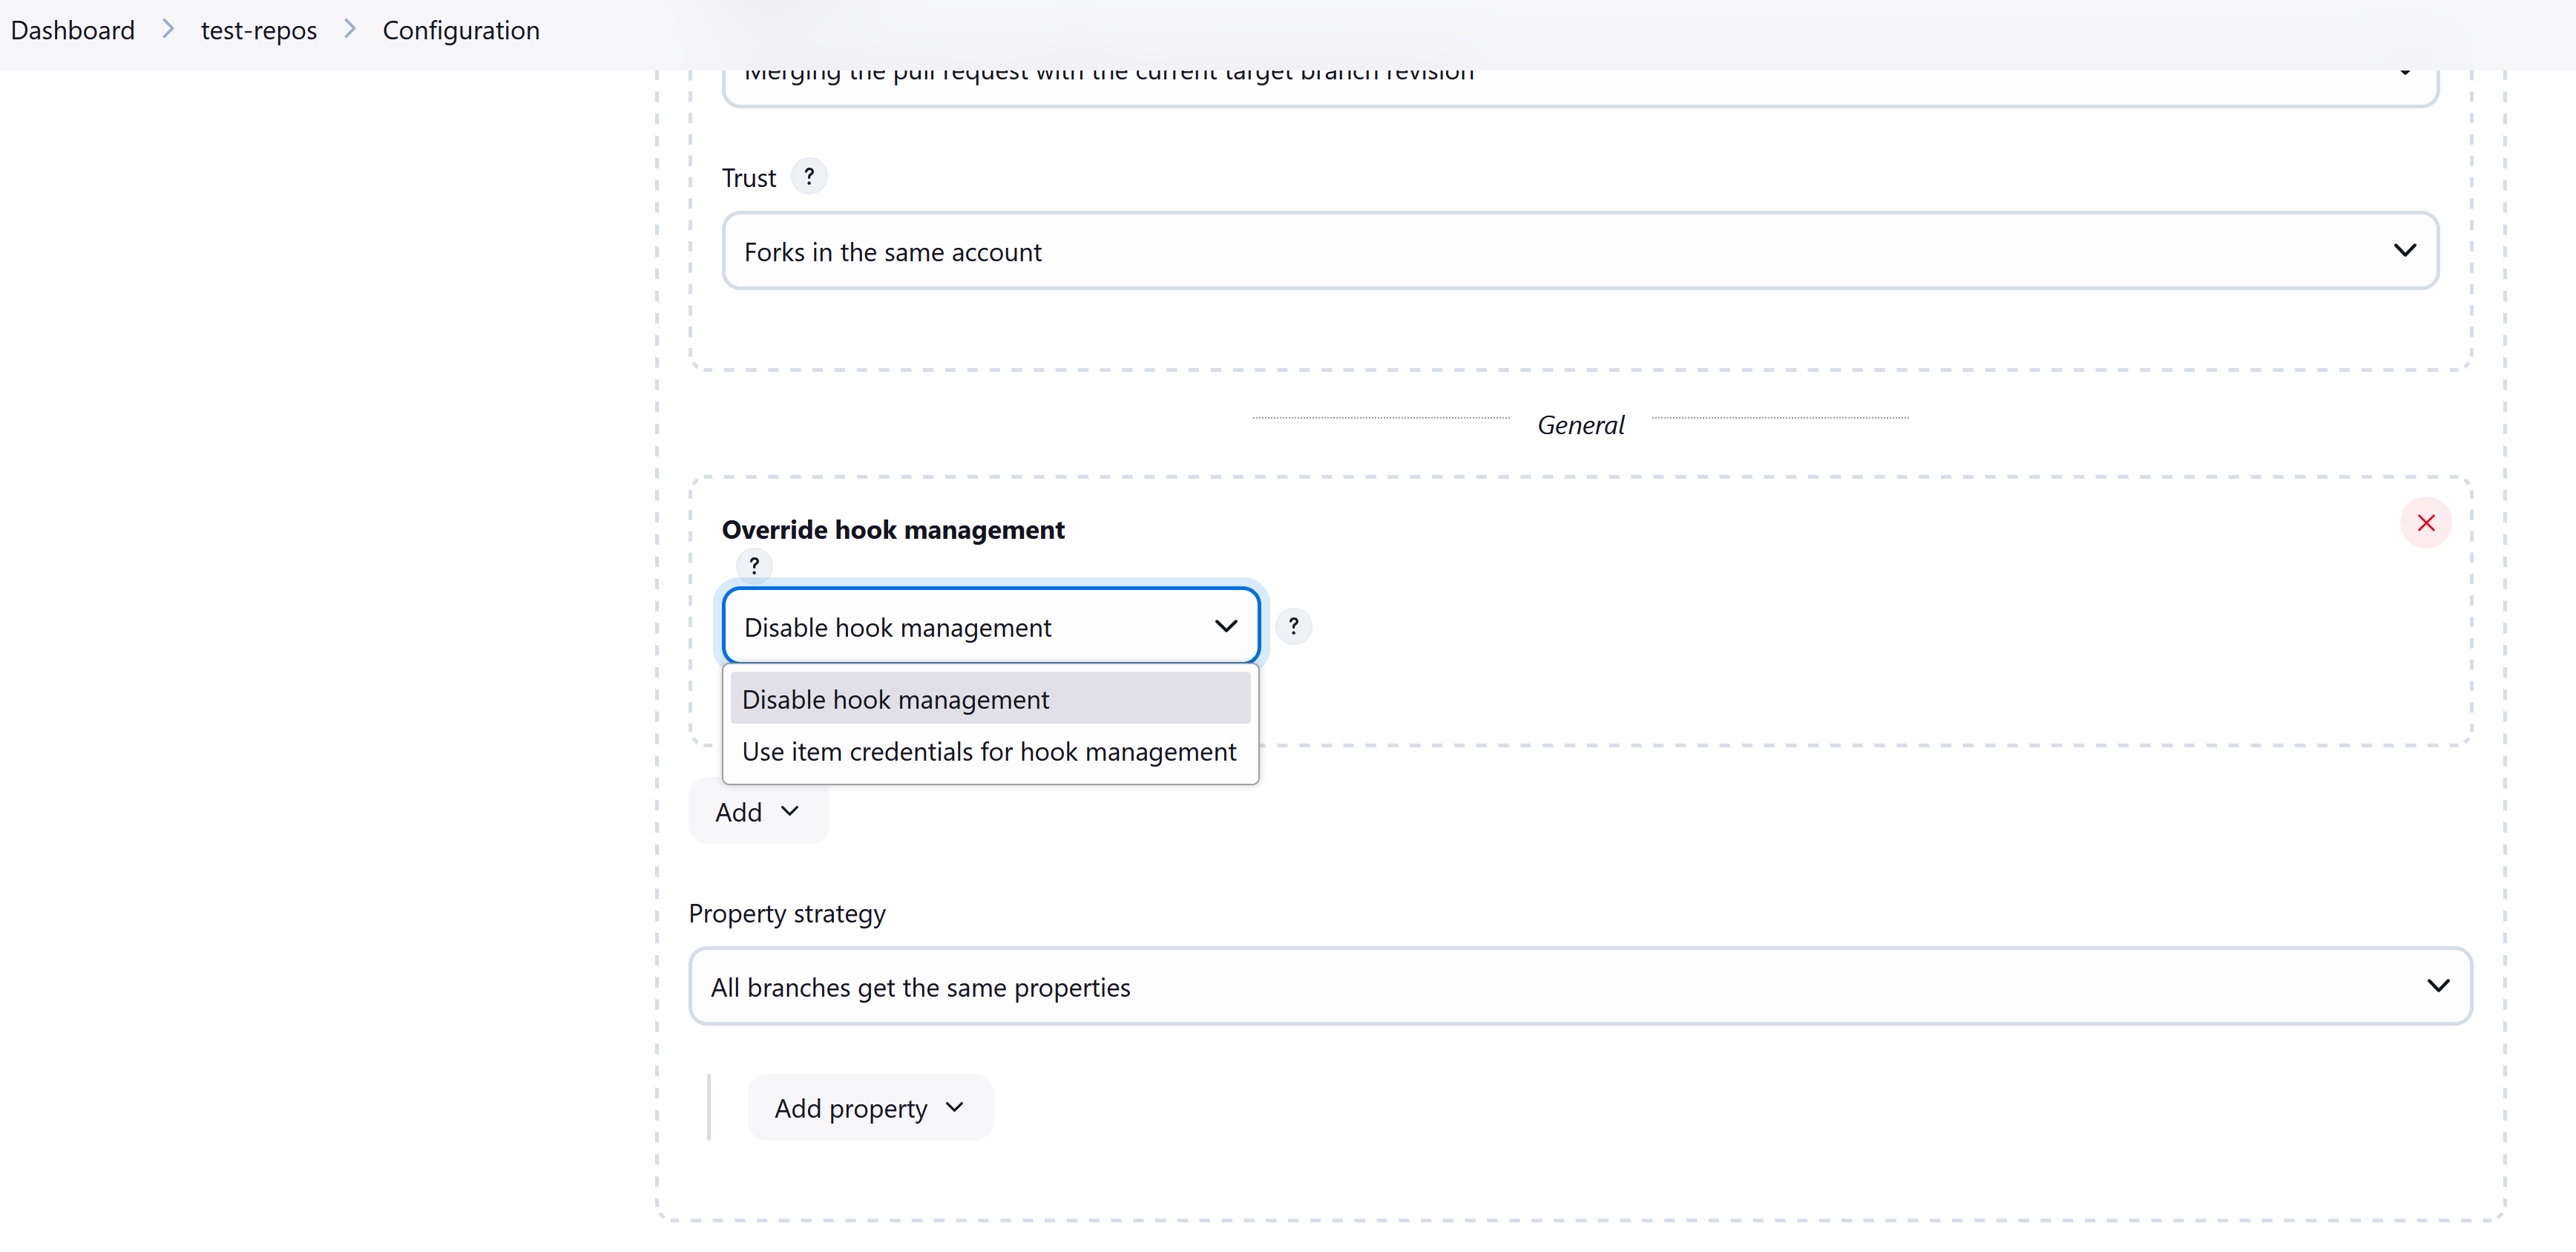 Dashboard > test-repos > Configuration
Merging the pull request with the current target branch revision
Trust ?
Forks in the same account
General
Override hook management
?
Disable hook management ?
Disable hook management
Use item credentials for hook management
Add
Property strategy
All branches get the same properties
Add property